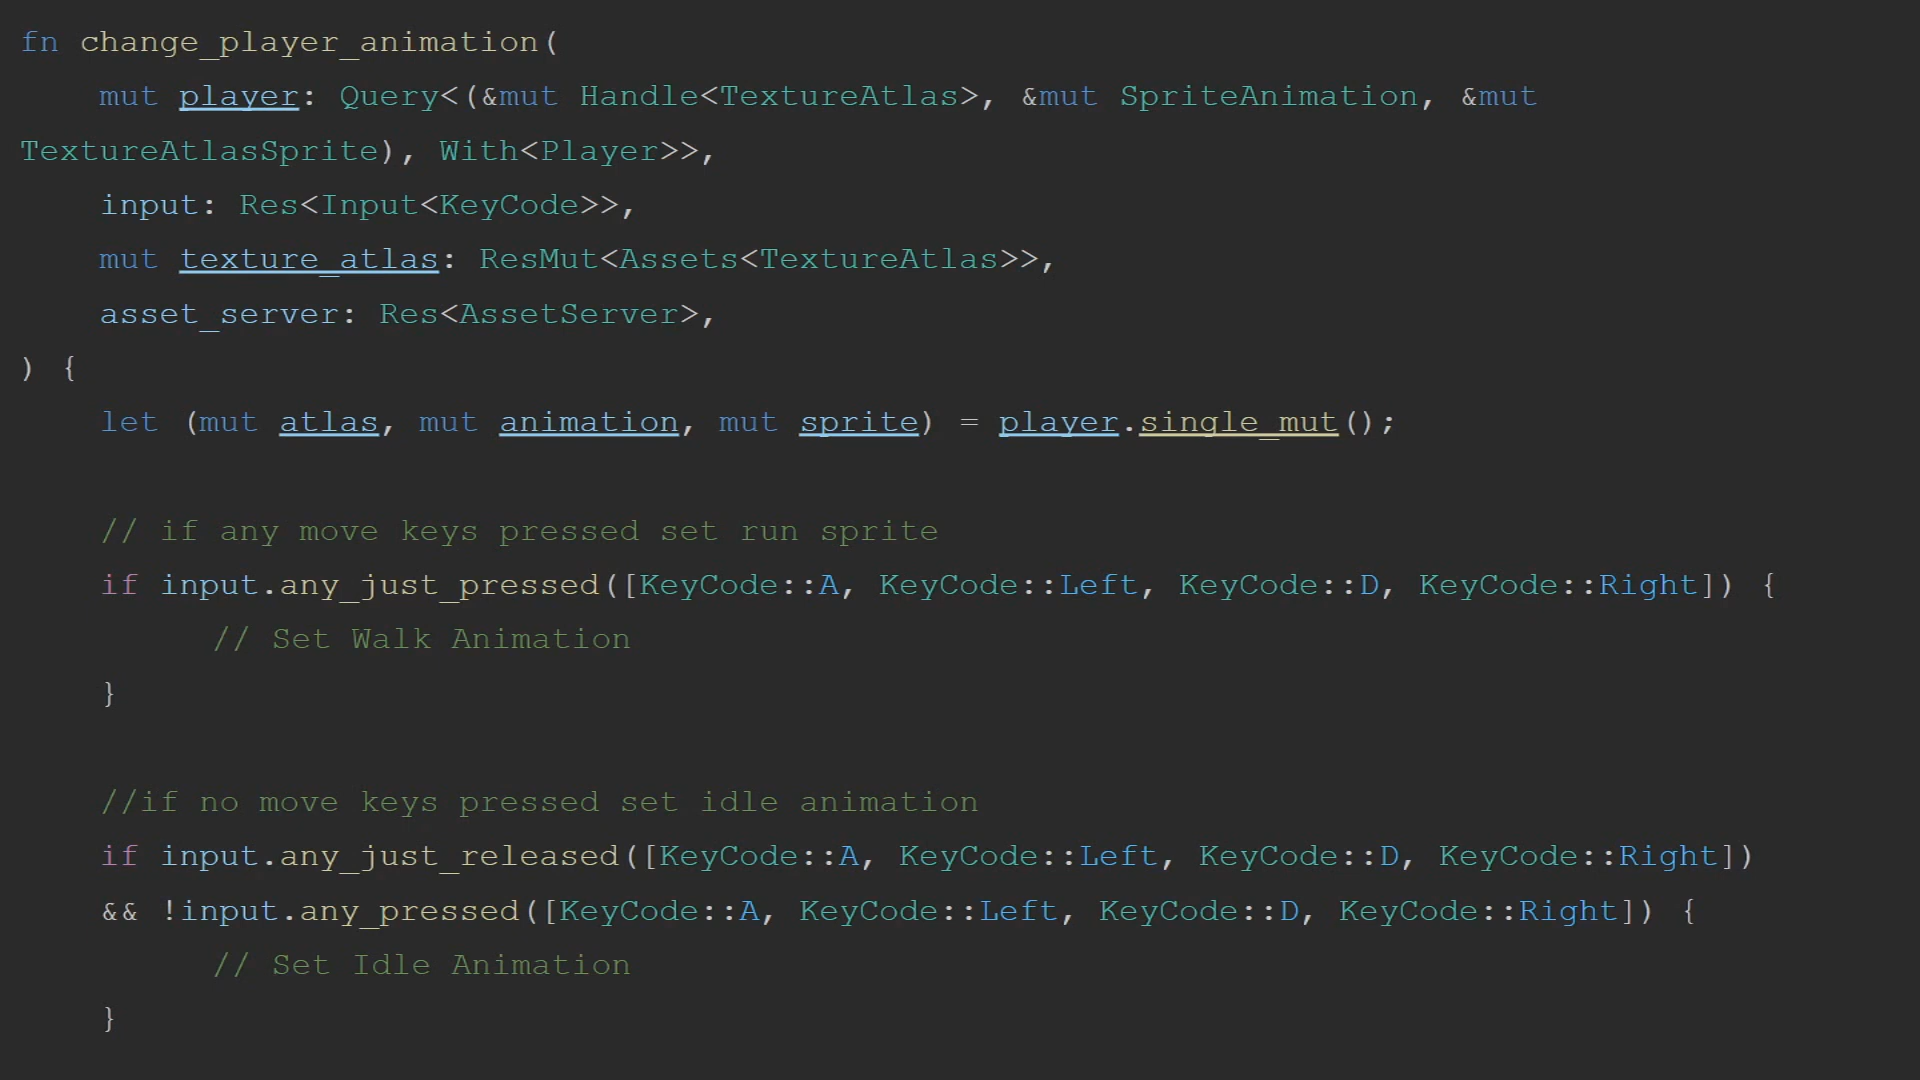 fn change_player_animation(
    mut player: Query<(&mut Handle<TextureAtlas>, &mut SpriteAnimation, &mut
TextureAtlasSprite), With<Player>>,
    input: Res<Input<KeyCode>>,
    mut texture_atlas: ResMut<Assets<TextureAtlas>>,
    asset_server: Res<AssetServer>,
) {
    let (mut atlas, mut animation, mut sprite) = player.single_mut();
    // if any move keys pressed set run sprite
    if input.any_just_pressed([KeyCode::A, KeyCode::Left, KeyCode::D, KeyCode::Right]) {
        // Set Walk Animation
    }
    //if no move keys pressed set idle animation
    if input.any_just_released([KeyCode::A, KeyCode::Left, KeyCode::D, KeyCode::Right])
    && !input.any_pressed([KeyCode::A, KeyCode::Left, KeyCode::D, KeyCode::Right]) {
        // Set Idle Animation
    }